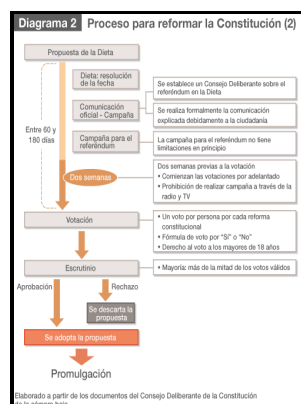 Diagrama 2 Proceso para reformar la Constitución (2)
Propuesta de la Dieta
Dieta: resolución
de la fecha
Se establece un Consejo Deliberante sobre el
referéndum en la Dieta
Comunicación
oficial - Campaña
Se realiza formalmente la comunicación
explicada debidamente a la ciudadanía
Entre 60 y
180 días
Campaña para el
referéndum
La campaña para el referéndum no tiene
limitaciones en principio
Dos semanas
Dos semanas previas a la votación
• Comienzan las votaciones por adelantado
• Prohibición de realizar campaña a través de la
radio y TV
Votación
• Un voto por persona por cada reforma
constitucional
• Fórmula de voto por “Sí” o “No”
• Derecho al voto a los mayores de 18 años
Escrutinio
• Mayoría: más de la mitad de los votos válidos
Aprobación
Rechazo
Se descarta la
propuesta
Se adopta la propuesta
Promulgación
Elaborado a partir de los documentos del Consejo Deliberante de la Constitución
de la cámara baja